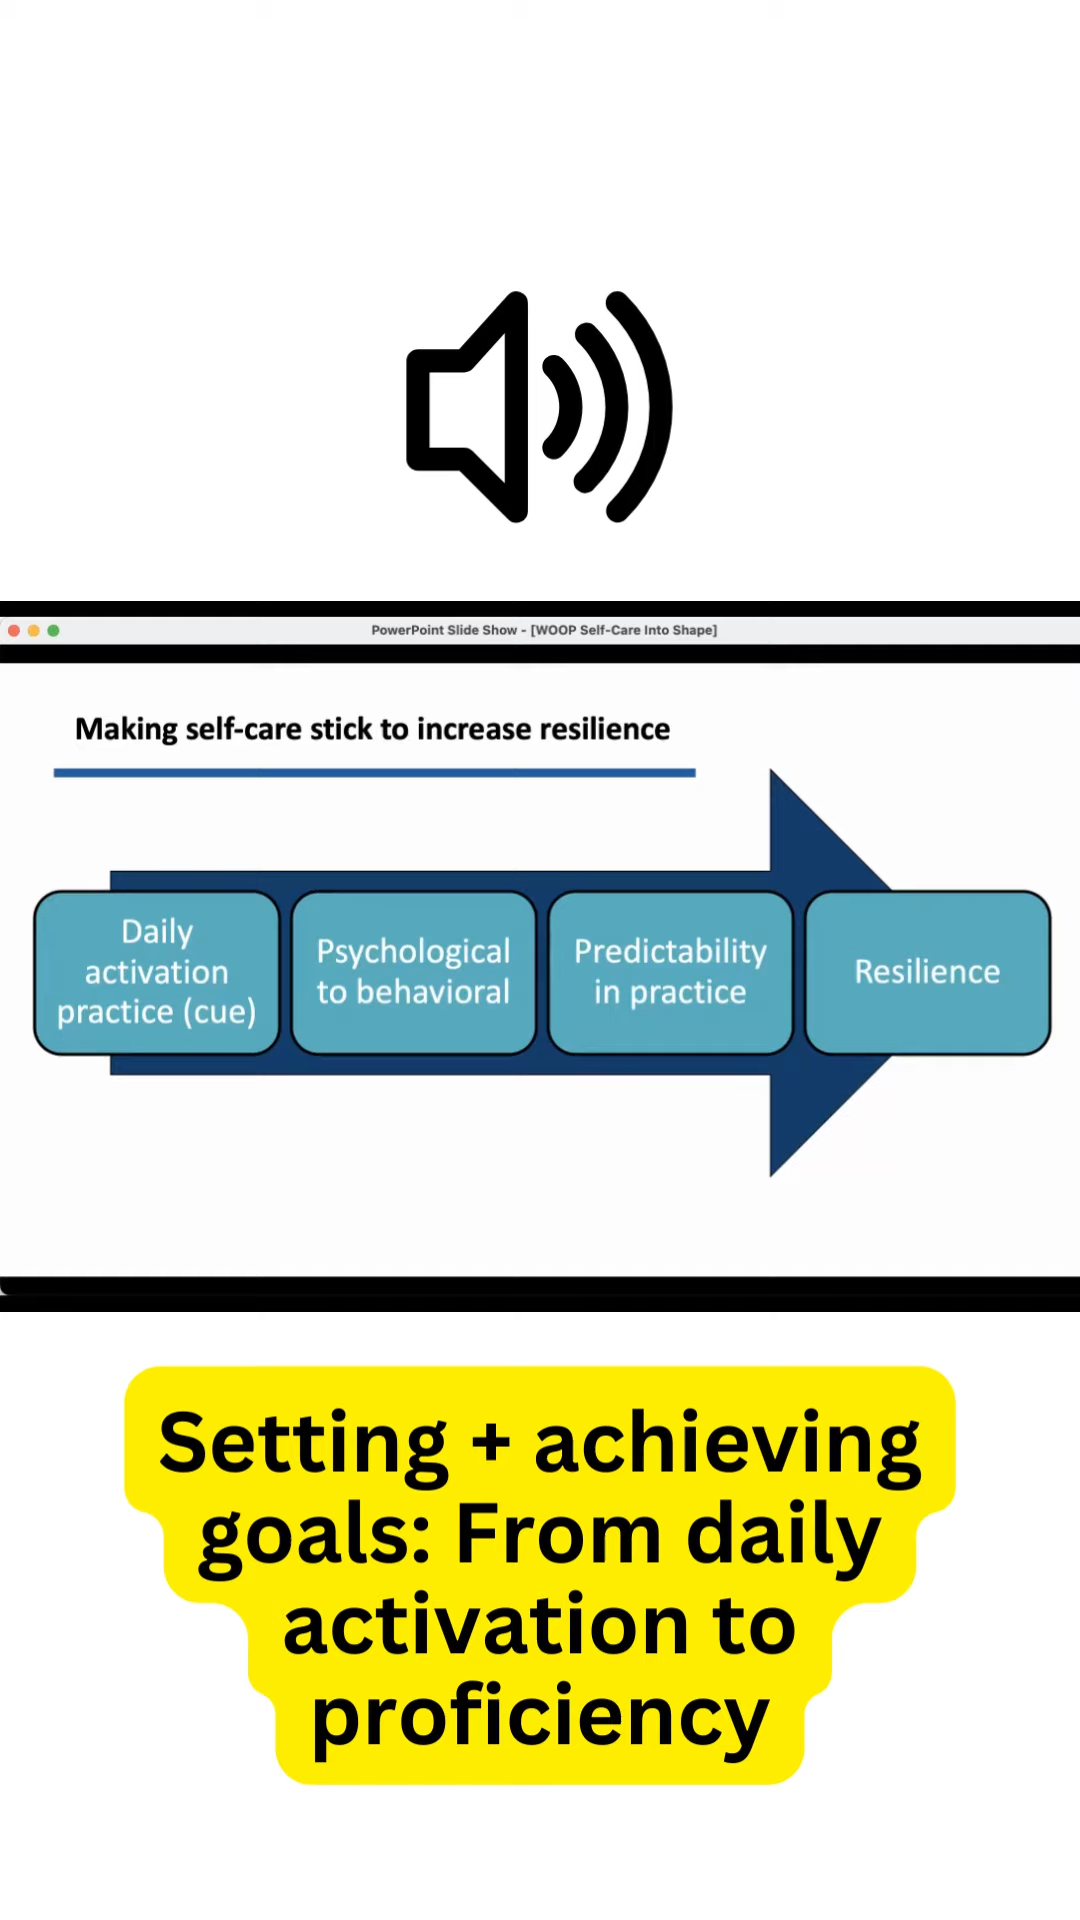 PowerPoint Slide Show - [WOOP Self-Care Into Shape]
Making self-care stick to increase resilience
Daily
activation
practice (cue)
Psychological
to behavioral
Predictability
in practice
Resilience
Setting + achieving
goals: From daily
activation to
proficiency